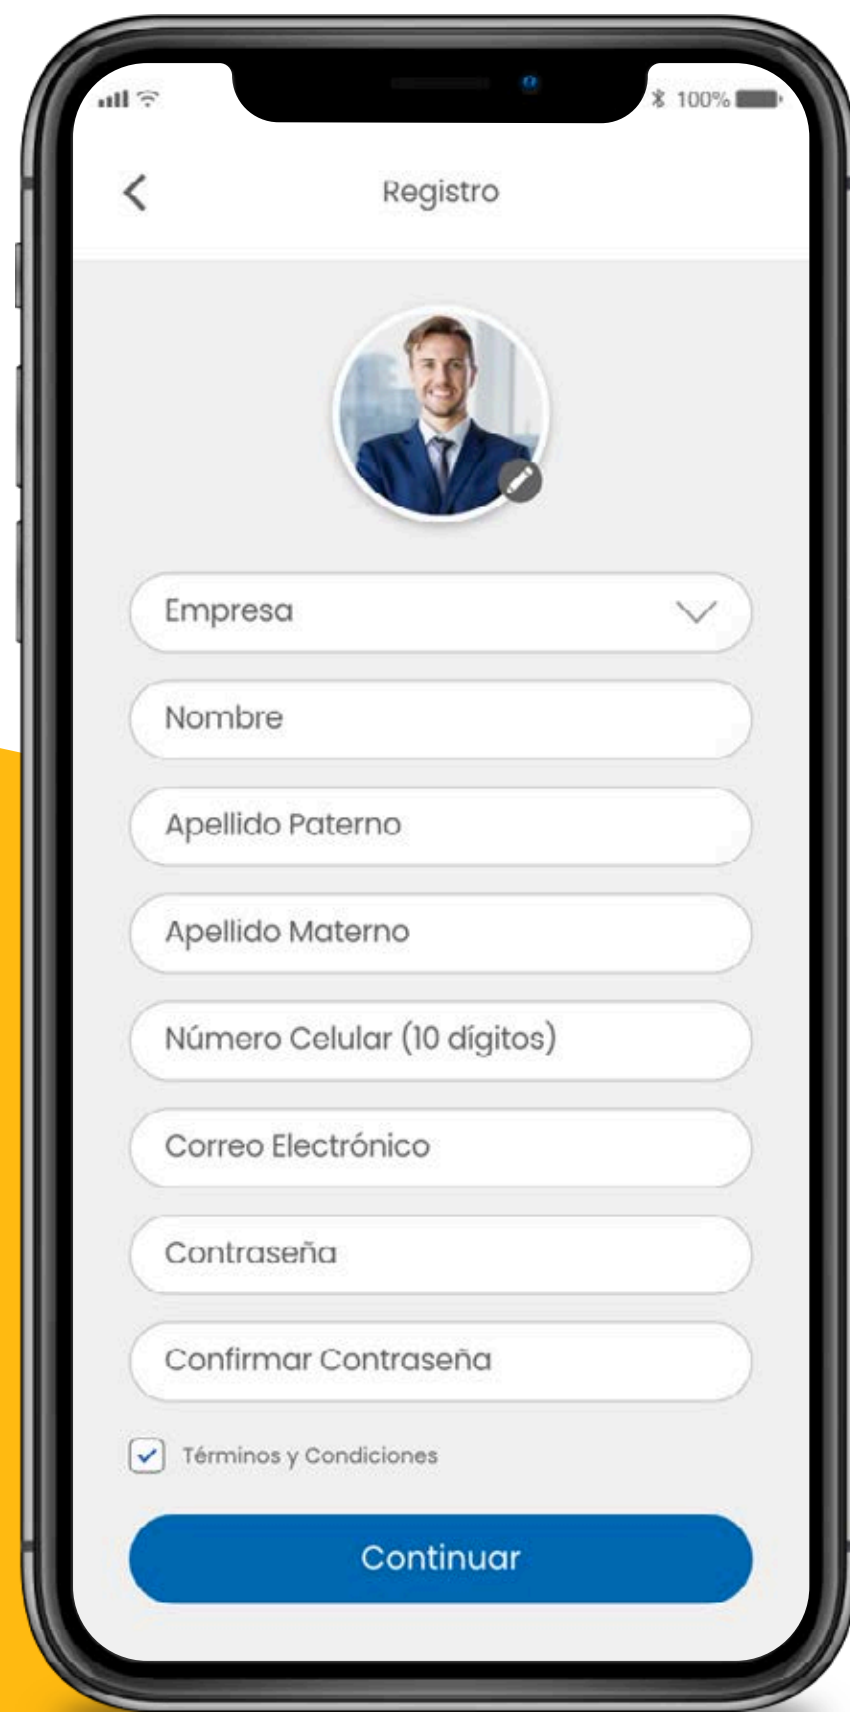 100%
Registro
Empresa
Nombre
Apellido Paterno
Apellido Materno
Número Celular (10 dígitos)
Correo Electrónico
Contraseña
Confirmar Contraseña
Términos y Condiciones
Continuar